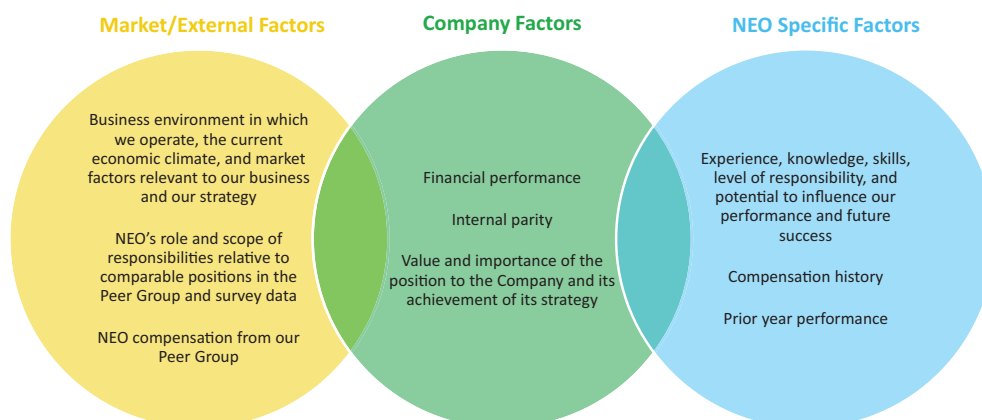 Market/External Factors
Company Factors
NEO Specific Factors
Business environment in which
we operate, the current
economic climate, and market
factors relevant to our business
and our strategy
NEO’s role and scope of
responsibilities relative to
comparable positions in the
Peer Group and survey data
NEO compensation from our
Peer Group
Financial performance
Internal parity
Value and importance of the
position to the Company and its
achievement of its strategy
Experience, knowledge, skills,
level of responsibility, and
potential to influence our
performance and future
success
Compensation history
Prior year performance